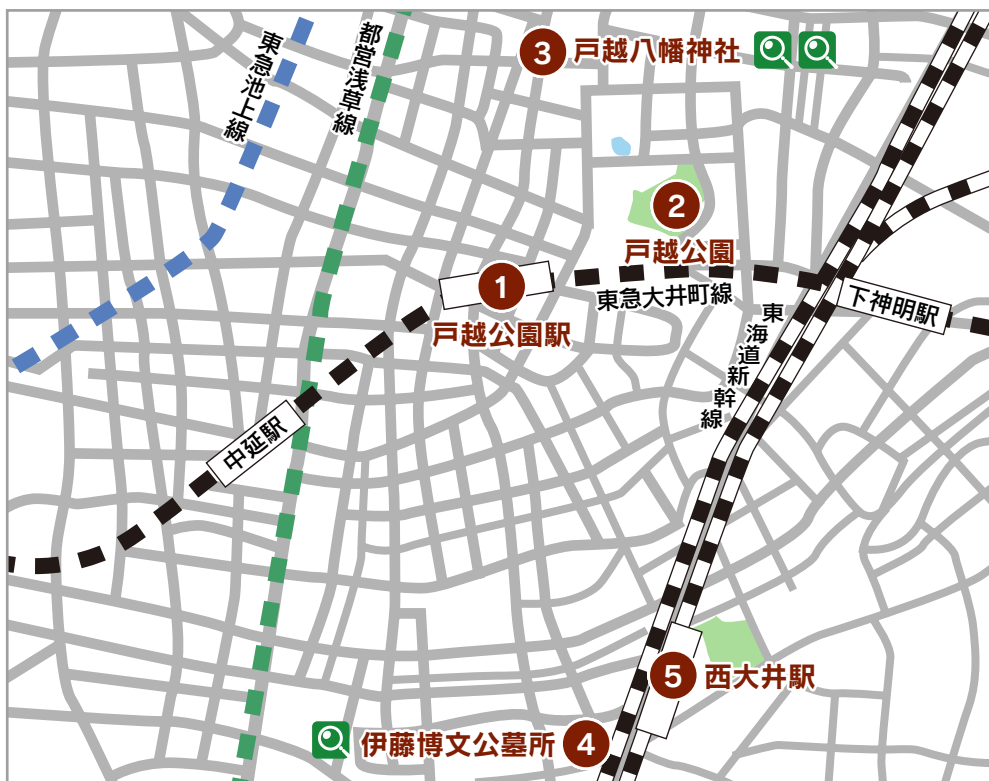 東急池上線
都営浅草線
3 戸越八幡神社
2
戸越公園
1
戸越公園駅
東急大井町線
下神明駅
東海道新幹線
中延駅
5 西大井駅
伊藤博文公墓所 4